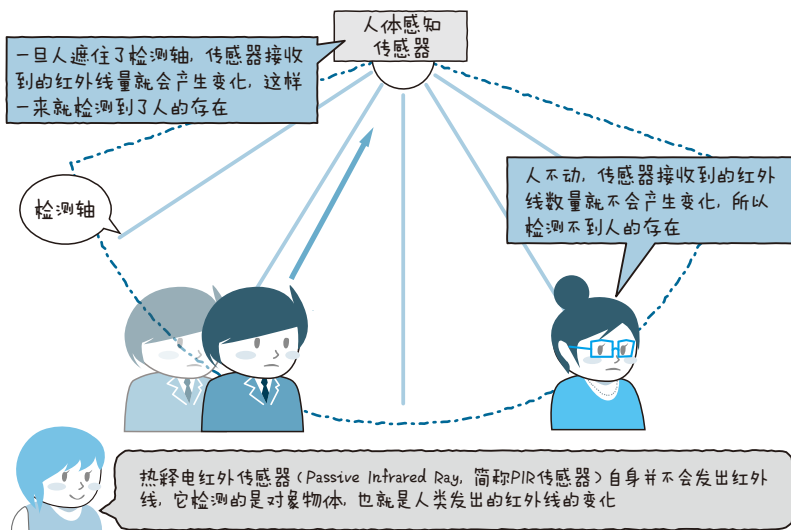 人体感知
传感器
一旦人遮住了检测轴, 传感器接收
到的红外线量就会产生变化, 这样
一来就检测到了人的存在
检测轴
人不动, 传感器接收到的红外
线数量就不会产生变化, 所以
检测不到人的存在
热释电红外传感器（Passive Infrared Ray, 简称PIR传感器）自身并不会发出红外
线, 它检测的是对象物体, 也就是人类发出的红外线的变化